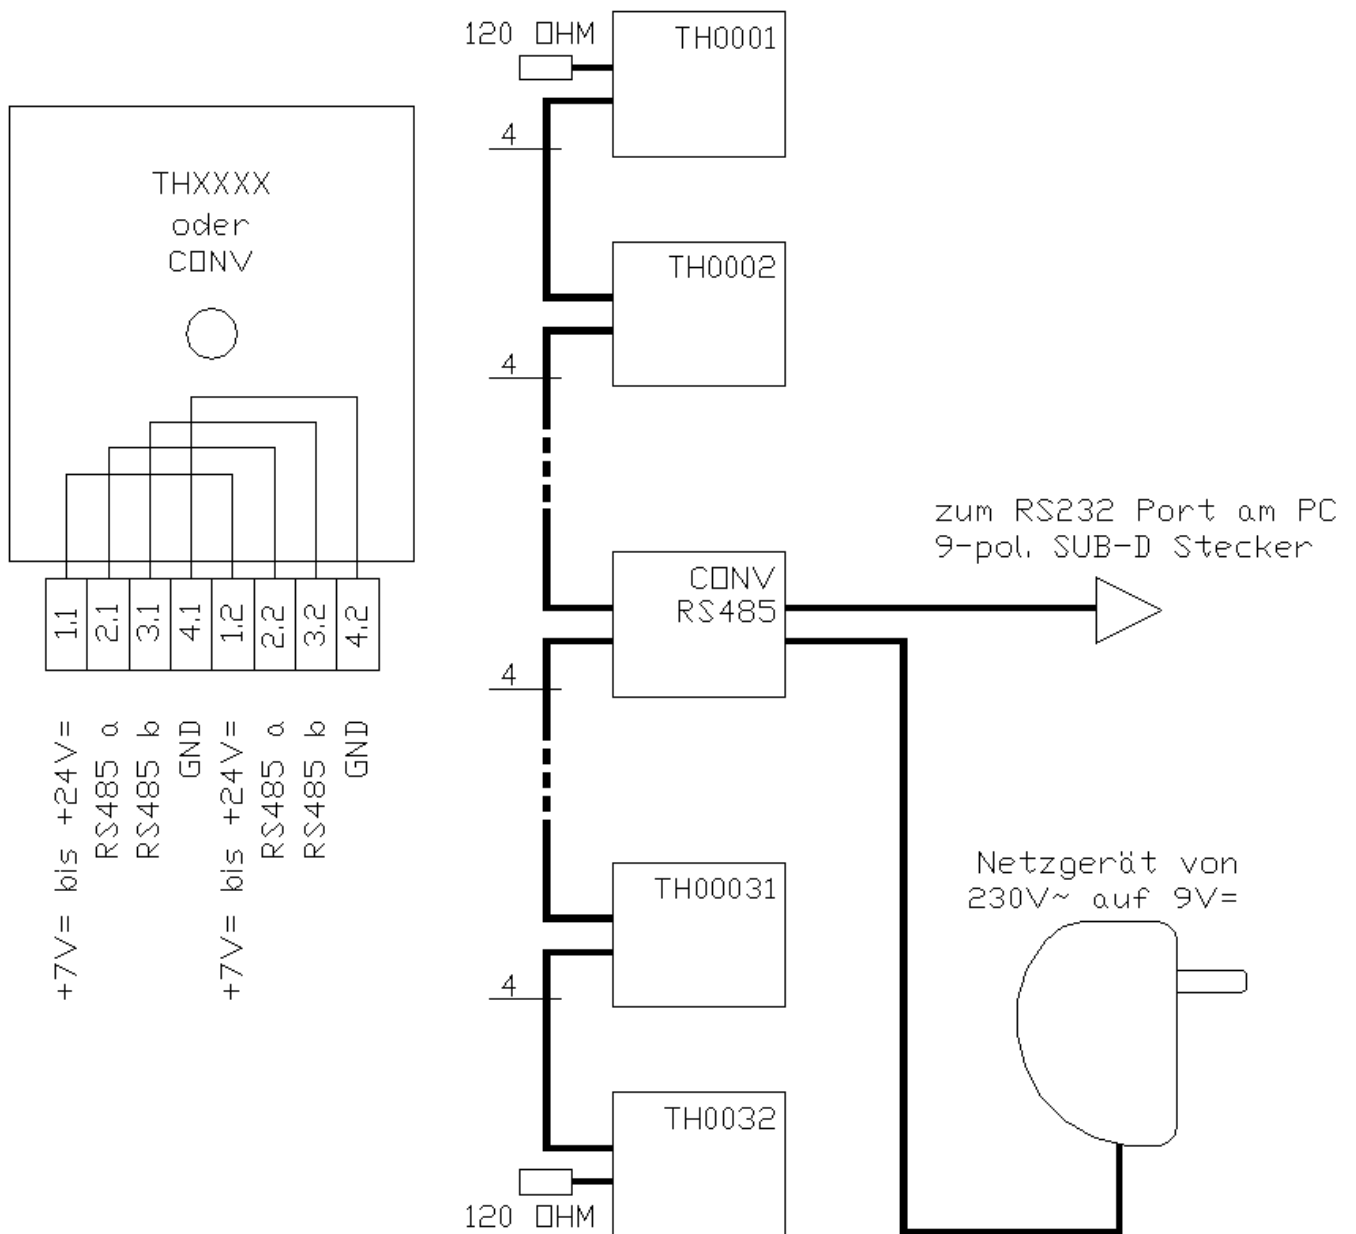 120 OHM
TH0001
4
THXXXX
oder
CONV
TH0002
4
zum RS232 Port am PC
9-pol. SUB-D Stecker
CONV
RS485
1.1
2.1
3.1
4.1
1.2
2.2
3.2
4.2
4
+7V= bis +24V=
RS485 a
RS485 b
GND
+7V= bis +24V=
RS485 a
RS485 b
GND
TH00031
Netzgerät von
230V~ auf 9V=
4
TH0032
120 OHM